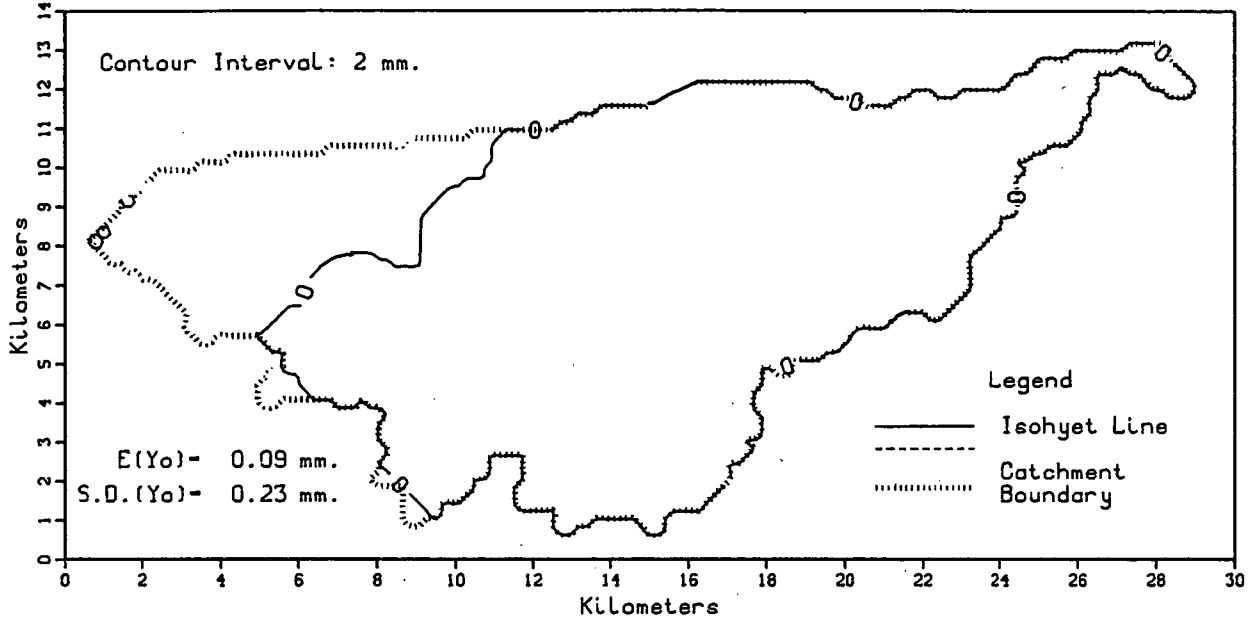 14
13
12
11
10
9
8
7
6
5
4
3
2
1
0
Kilometers
Contour Interval: 2 mm.
0
0
0
0
0
0
0
0
0
Legend
Isohyet Line
Catchment
Boundary
E(Yo)- 0.09 mm.
S.D.(Yo)- 0.23 mm.
0 2 4 6 8 10 12 14 16 18 20 22 24 26 28 30
Kilometers